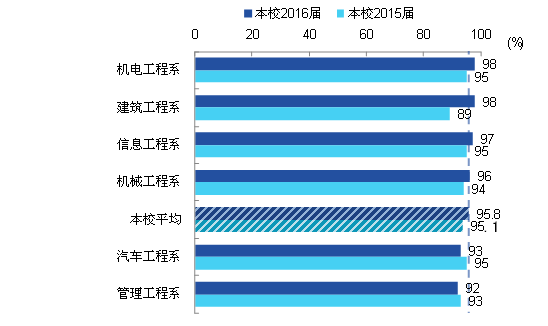 本校2016届 本校2015届
0 20 40 60 80 100
(%)
机电工程系 98
95
建筑工程系 98
89
信息工程系 97
95
机械工程系 96
94
本校平均 95.8
95.1
汽车工程系 93
95
管理工程系 92
93